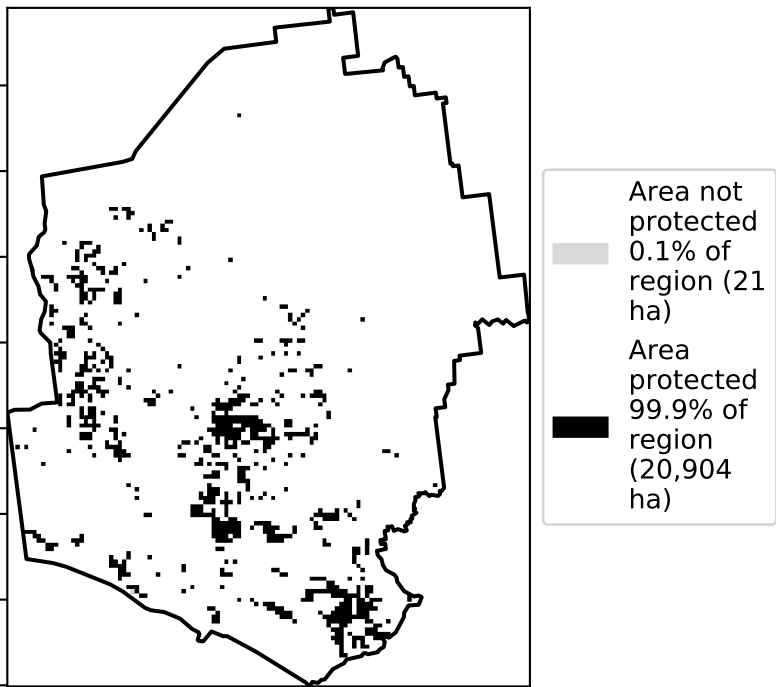 Area not
protected
0.1% of
region (21
ha)
Area
protected
99.9% of
region
(20,904
ha)